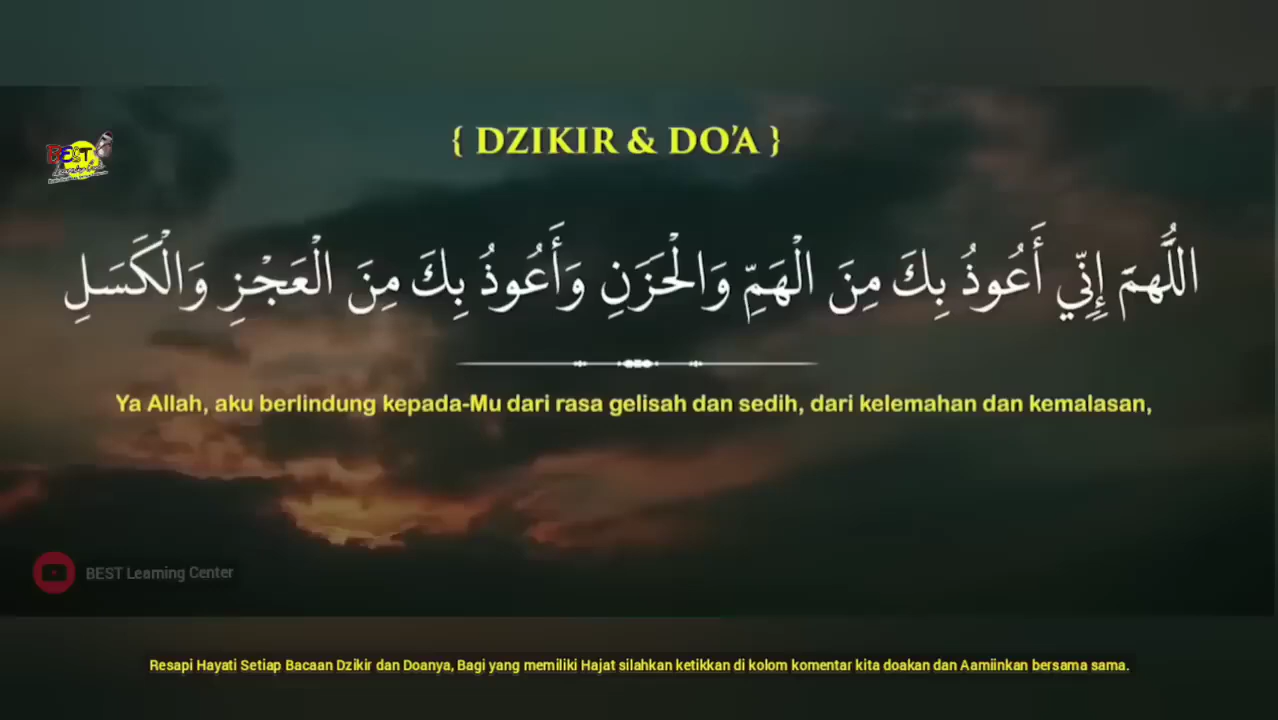 { DZIKIR & DO’A }
BEST
اللَّهُمَّ إِنِّي أَعُوذُ بِكَ مِنَ الْهَمِّ وَالْحَزَنِ وَأَعُوذُ بِكَ مِنَ الْعَجْزِ وَالْكَسَلِ
Ya Allah, aku berlindung kepada-Mu dari rasa gelisah dan sedih, dari kelemahan dan kemalasan,
BEST Learning Center
Resapi Hayati Setiap Bacaan Dzikir dan Doanya, Bagi yang memiliki Hajat silahkan ketikkan di kolom komentar kita doakan dan Aamiinkan bersama sama.